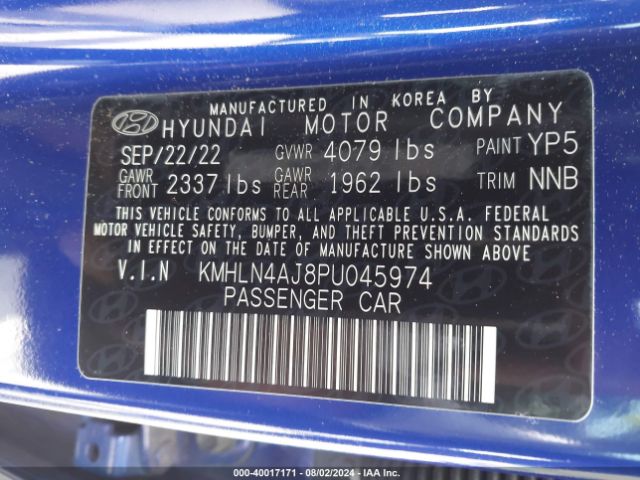 MANUFACTURED IN KOREA BY
HYUNDAI MOTOR COMPANY
SEP/22/22 GVWR 4079 lbs PAINT YP5
GAWR FRONT 2337 lbs GAWR REAR 1962 lbs TRIM NNB
THIS VEHICLE CONFORMS TO ALL APPLICABLE U.S.A. FEDERAL
MOTOR VEHICLE SAFETY, BUMPER, AND THEFT PREVENTION STANDARDS
IN EFFECT ON THE DATE OF MANUFACTURE SHOWN ABOVE
V.I.N KMHLN4AJ8PU045974
PASSENGER CAR
000-40017171 | 08/02/2024 | IAA Inc.